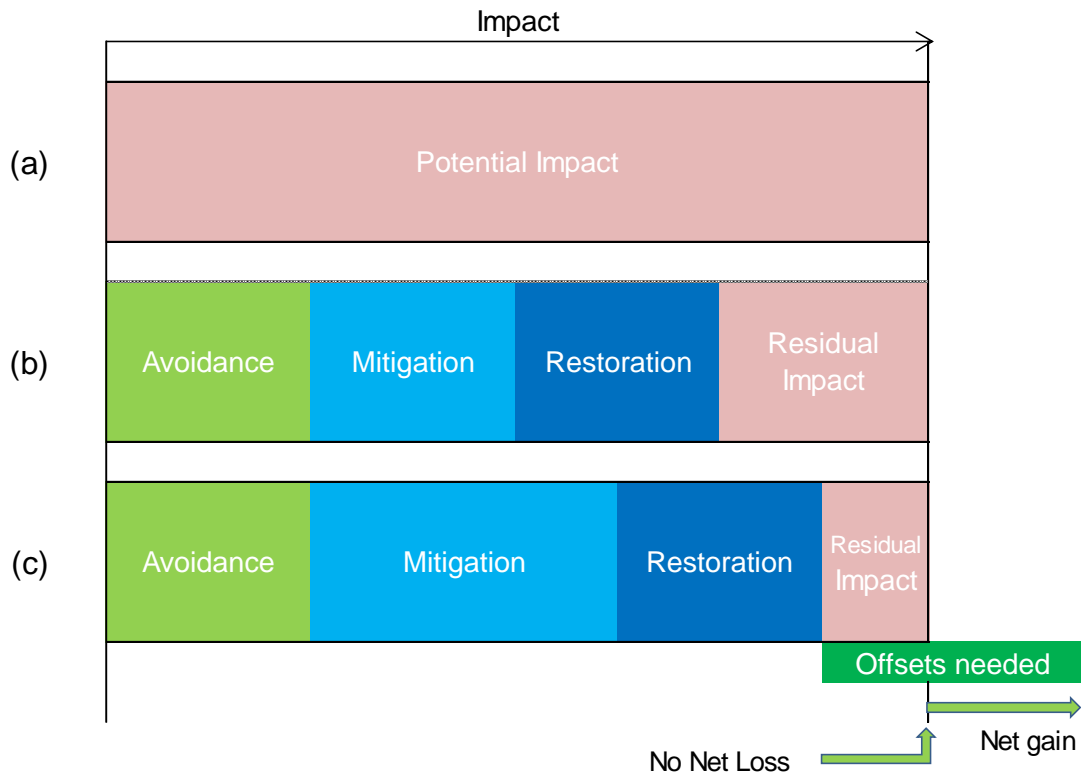 Impact
(a)
Potential Impact
(b)
Avoidance
Mitigation
Restoration
Residual
Impact
(c)
Avoidance
Mitigation
Restoration
Residual
Impact
Offsets needed
No Net Loss
Net gain